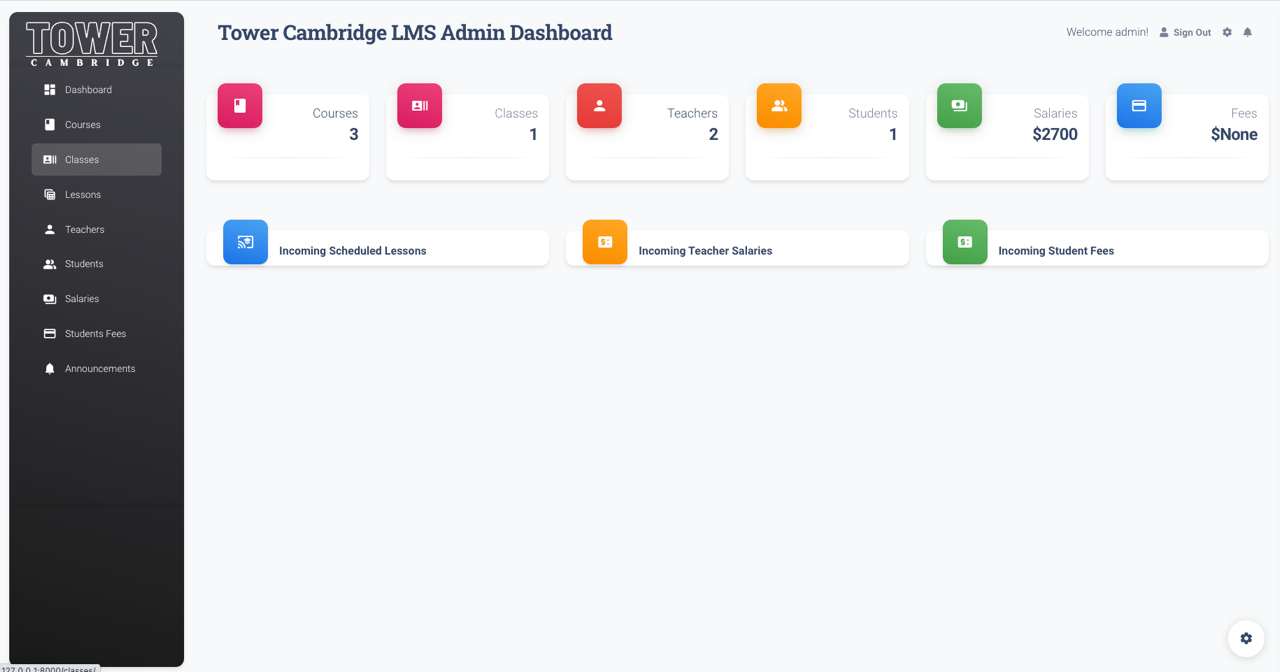 TOWER
CAMBRIDGE
Dashboard
Courses
Classes
Lessons
Teachers
Students
Salaries
Students Fees
Announcements
Tower Cambridge LMS Admin Dashboard
Welcome admin! Sign Out
Courses
3
Classes
1
Teachers
2
Students
1
Salaries
$2700
Fees
$None
Incoming Scheduled Lessons
Incoming Teacher Salaries
Incoming Student Fees
127.0.0.1:8000/classes/